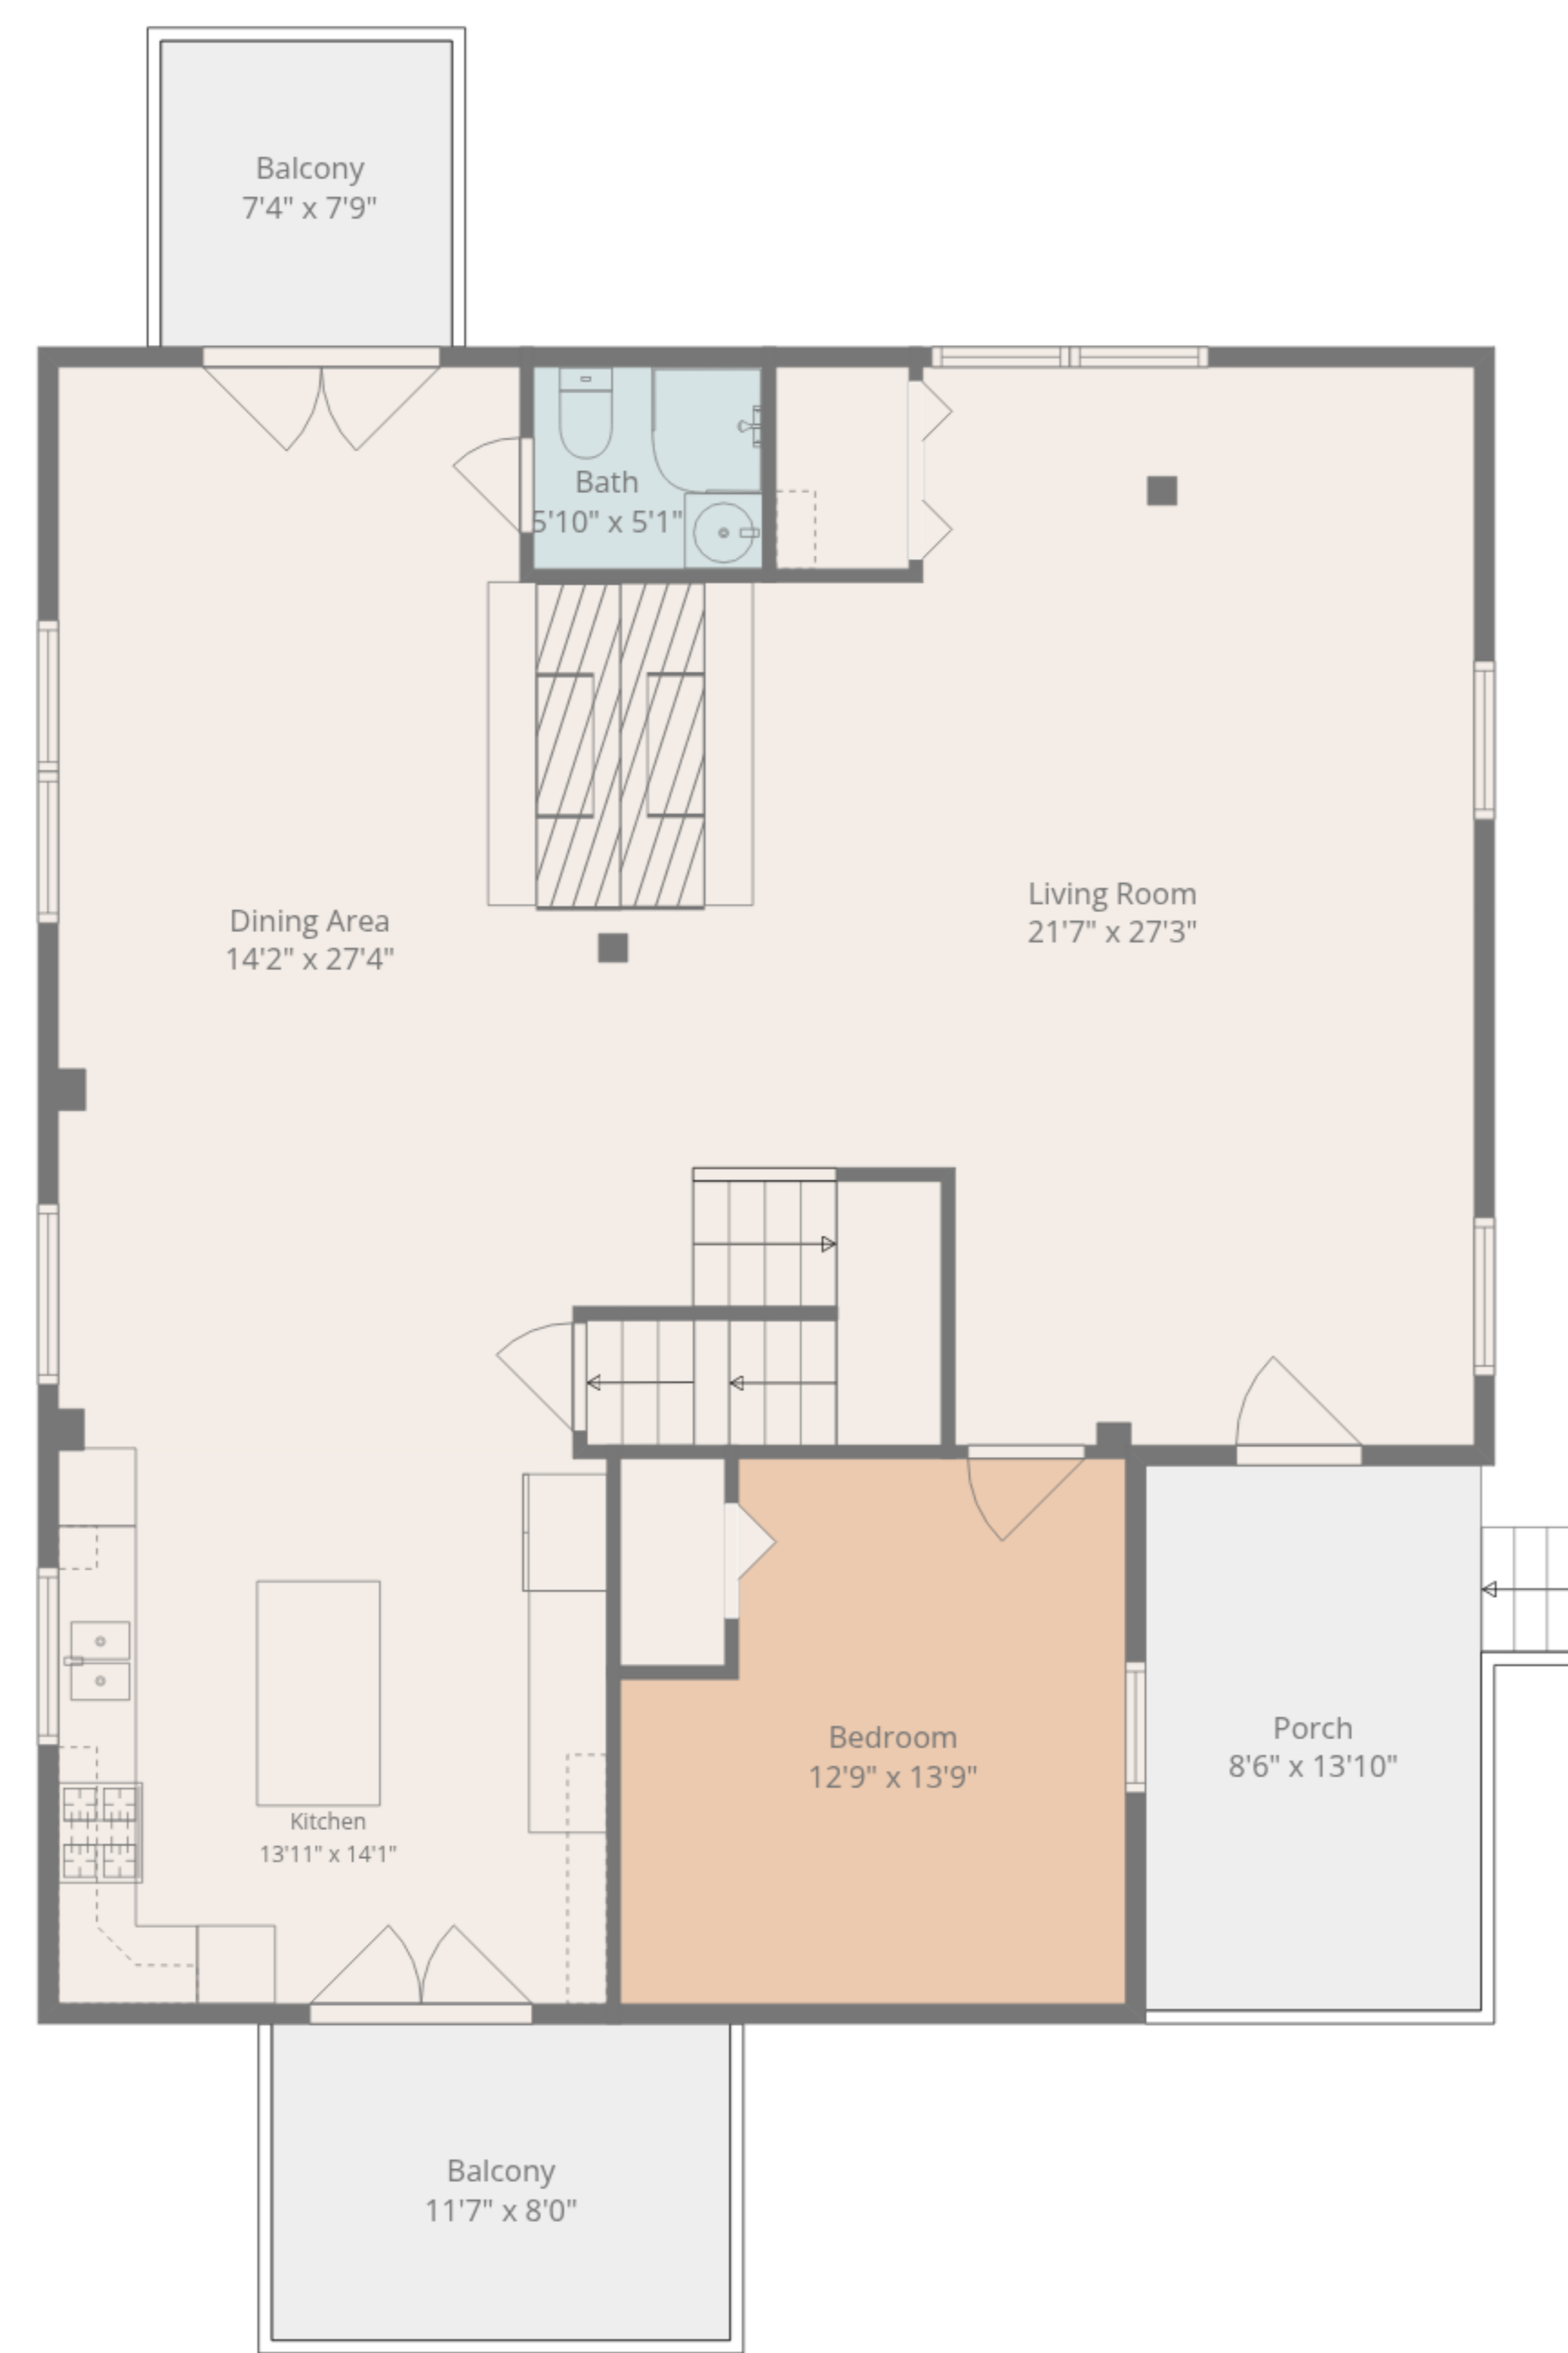 Balcony
7'4" x 7'9"
Bath
5'10" x 5'1"
Living Room
21'7" x 27'3"
Dining Area
14'2" x 27'4"
Bedroom
12'9" x 13'9"
Porch
8'6" x 13'10"
Kitchen
13'11" x 14'1"
Balcony
11'7" x 8'0"